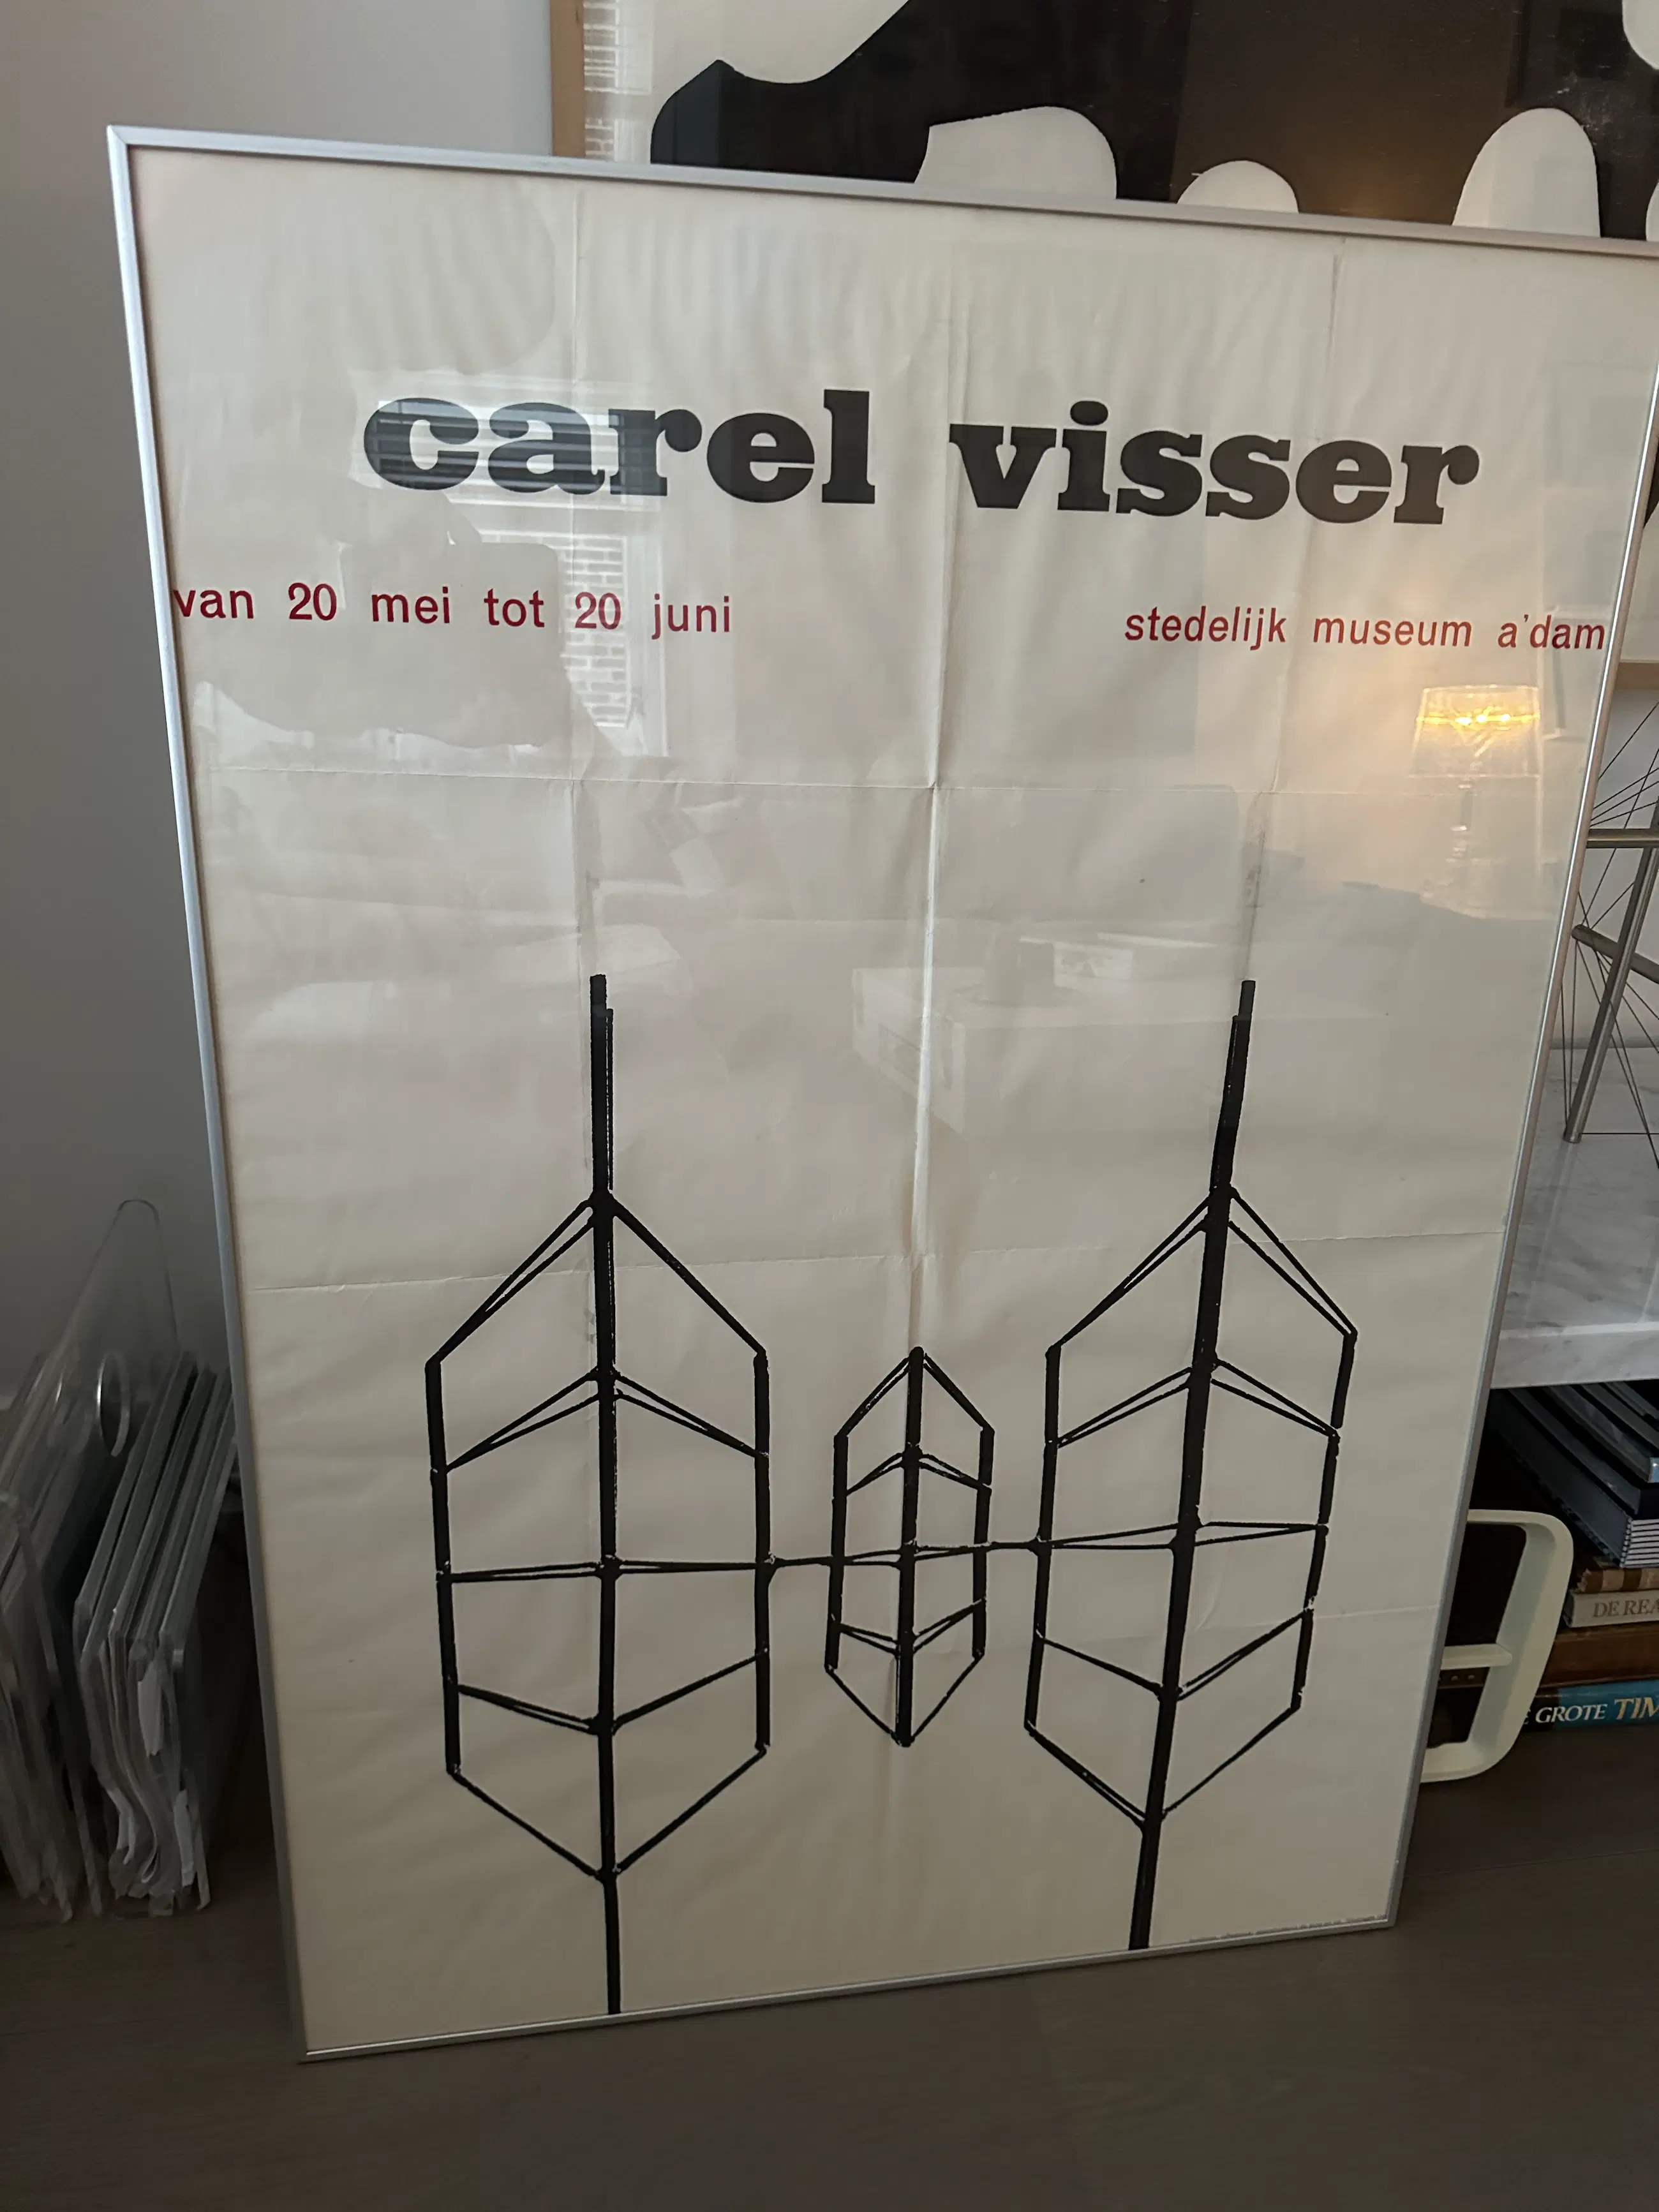 carel visser
van 20 mei tot 20 juni
stedelijk museum a'dam
DE REA
GROTE TIM